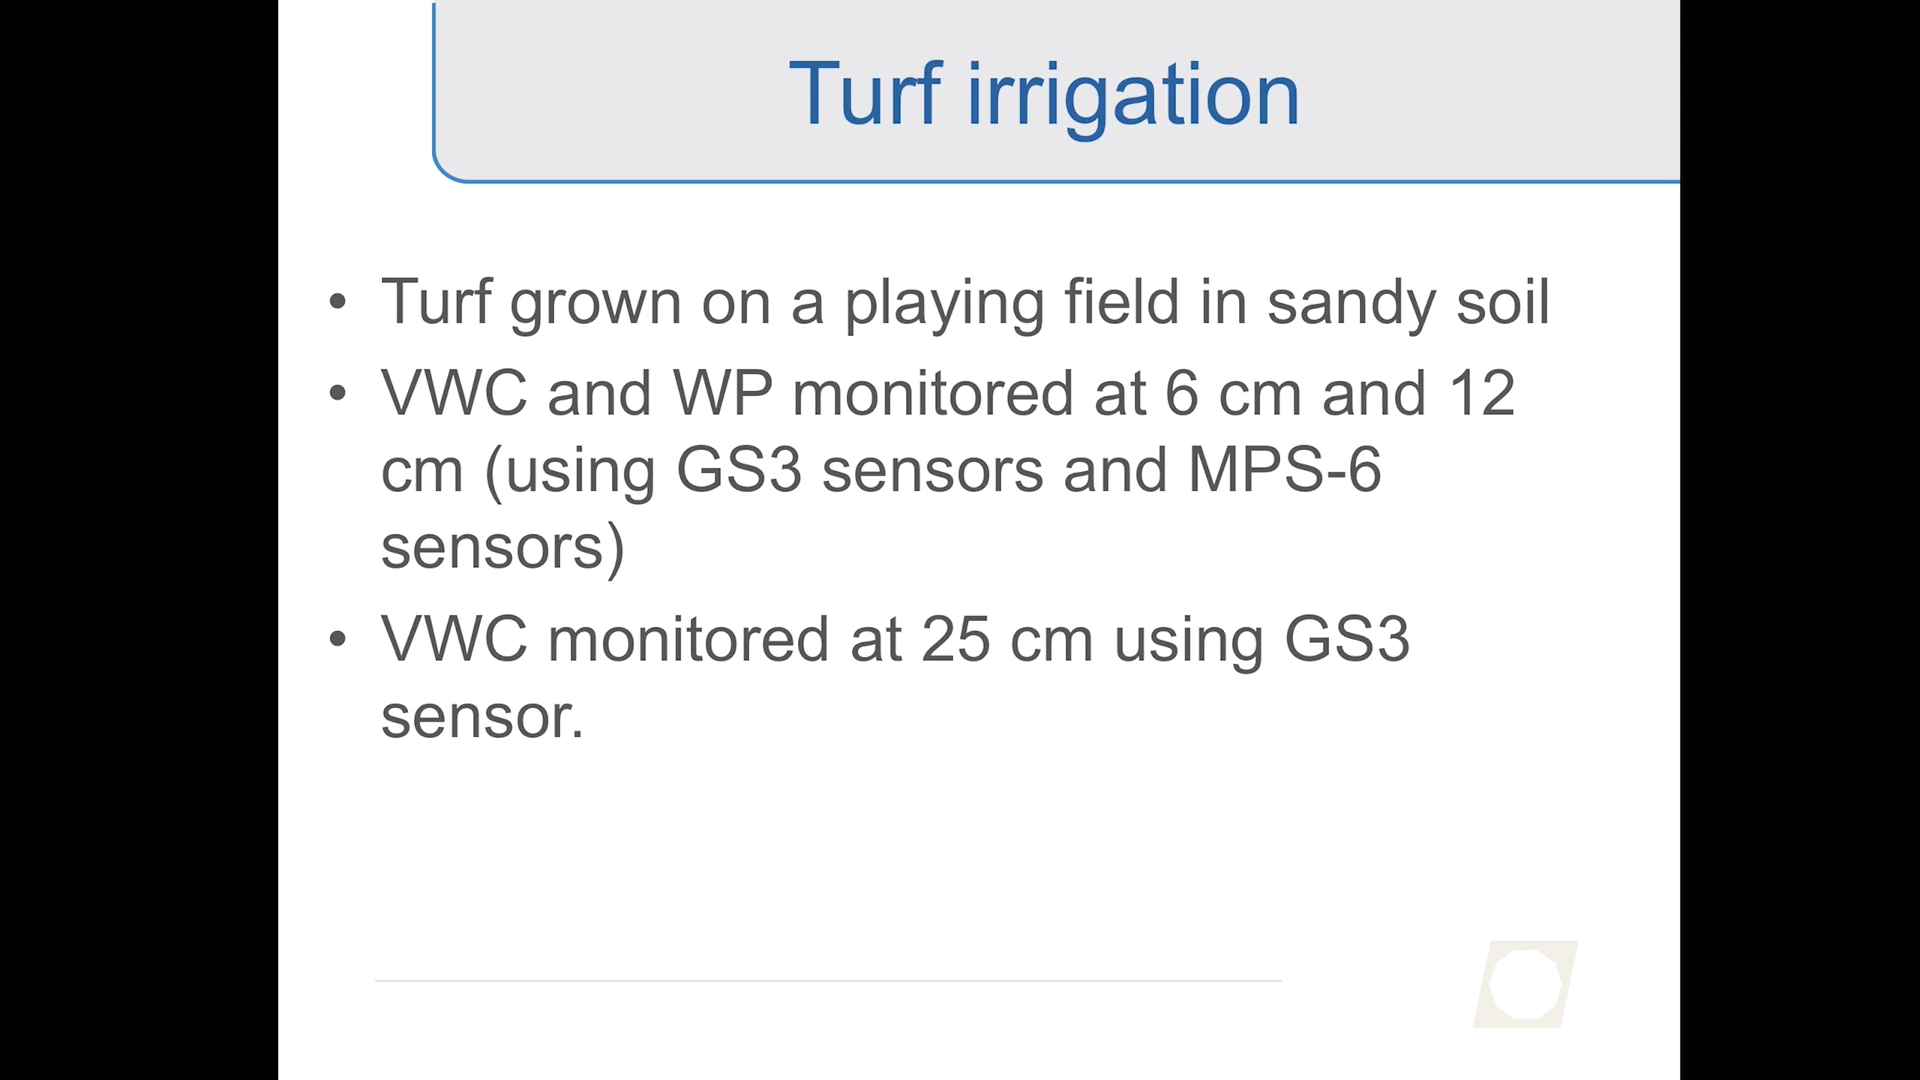 Turf irrigation
• Turf grown on a playing field in sandy soil
• VWC and WP monitored at 6 cm and 12
cm (using GS3 sensors and MPS-6
sensors)
• VWC monitored at 25 cm using GS3
sensor.